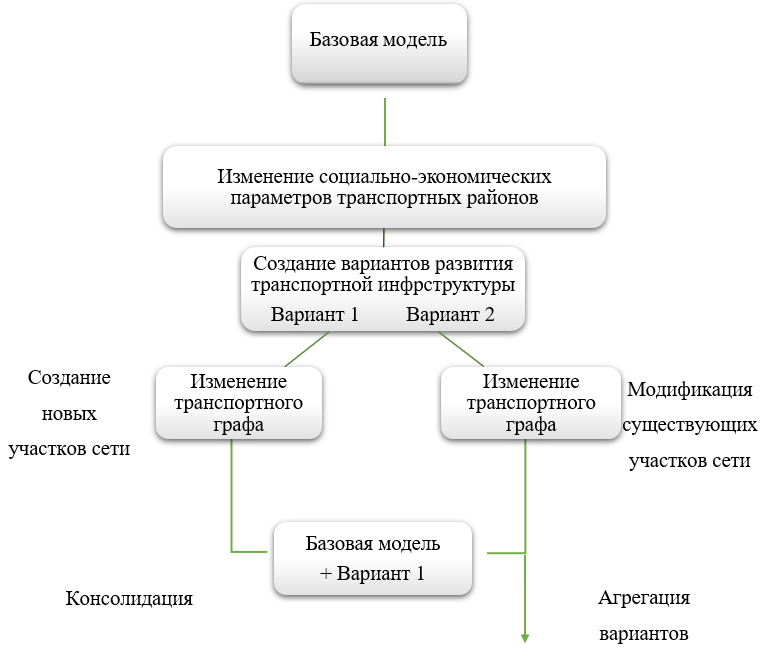 Базовая модель
Изменение социально-экономических
параметров транспортных районов
Создание вариантов развития
транспортной инфрструктуры
Вариант 1 Вариант 2
Создание
новых
участков сети
Изменение
транспортного
графа
Изменение
транспортного
графа
Модификация
существующих
участков сети
Базовая модель
+ Вариант 1
Консолидация
Агрегация
вариантов